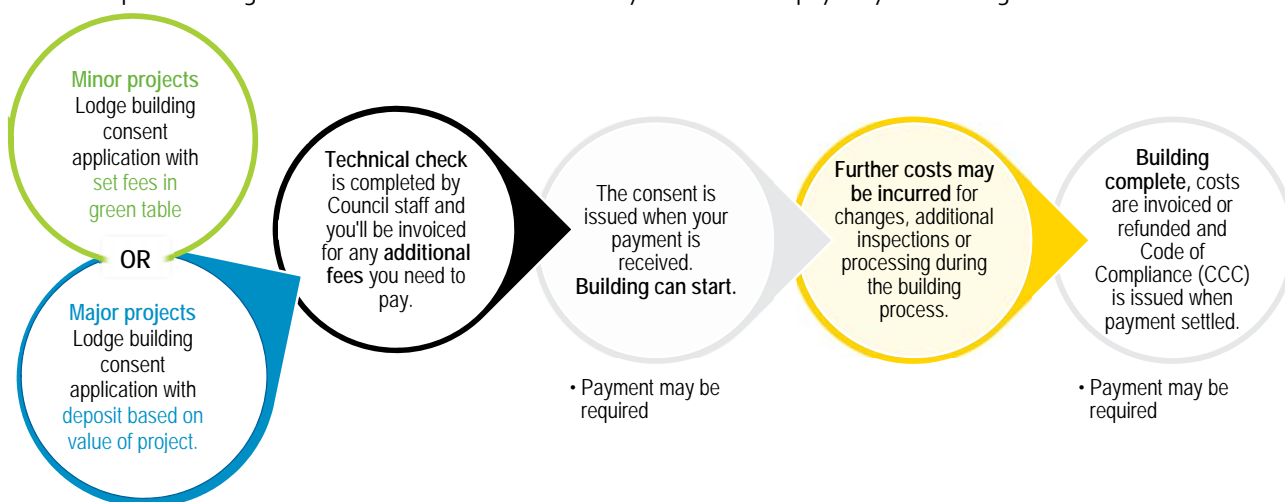 Minor projects
Lodge building
consent
application with
set fees in
green table
OR
Major projects
Lodge building
consent
application with
deposit based on
value of project.
Technical check
is completed by
Council staff and
you'll be invoiced
for any additional
fees you need to
pay.
The consent is
issued when your
payment is
received.
Building can start.
• Payment may be
required
Further costs may
be incurred for
changes, additional
inspections or
processing during
the building
process.
Building
complete, costs
are invoiced or
refunded and
Code of
Compliance (CCC)
is issued when
payment settled.
• Payment may be
required